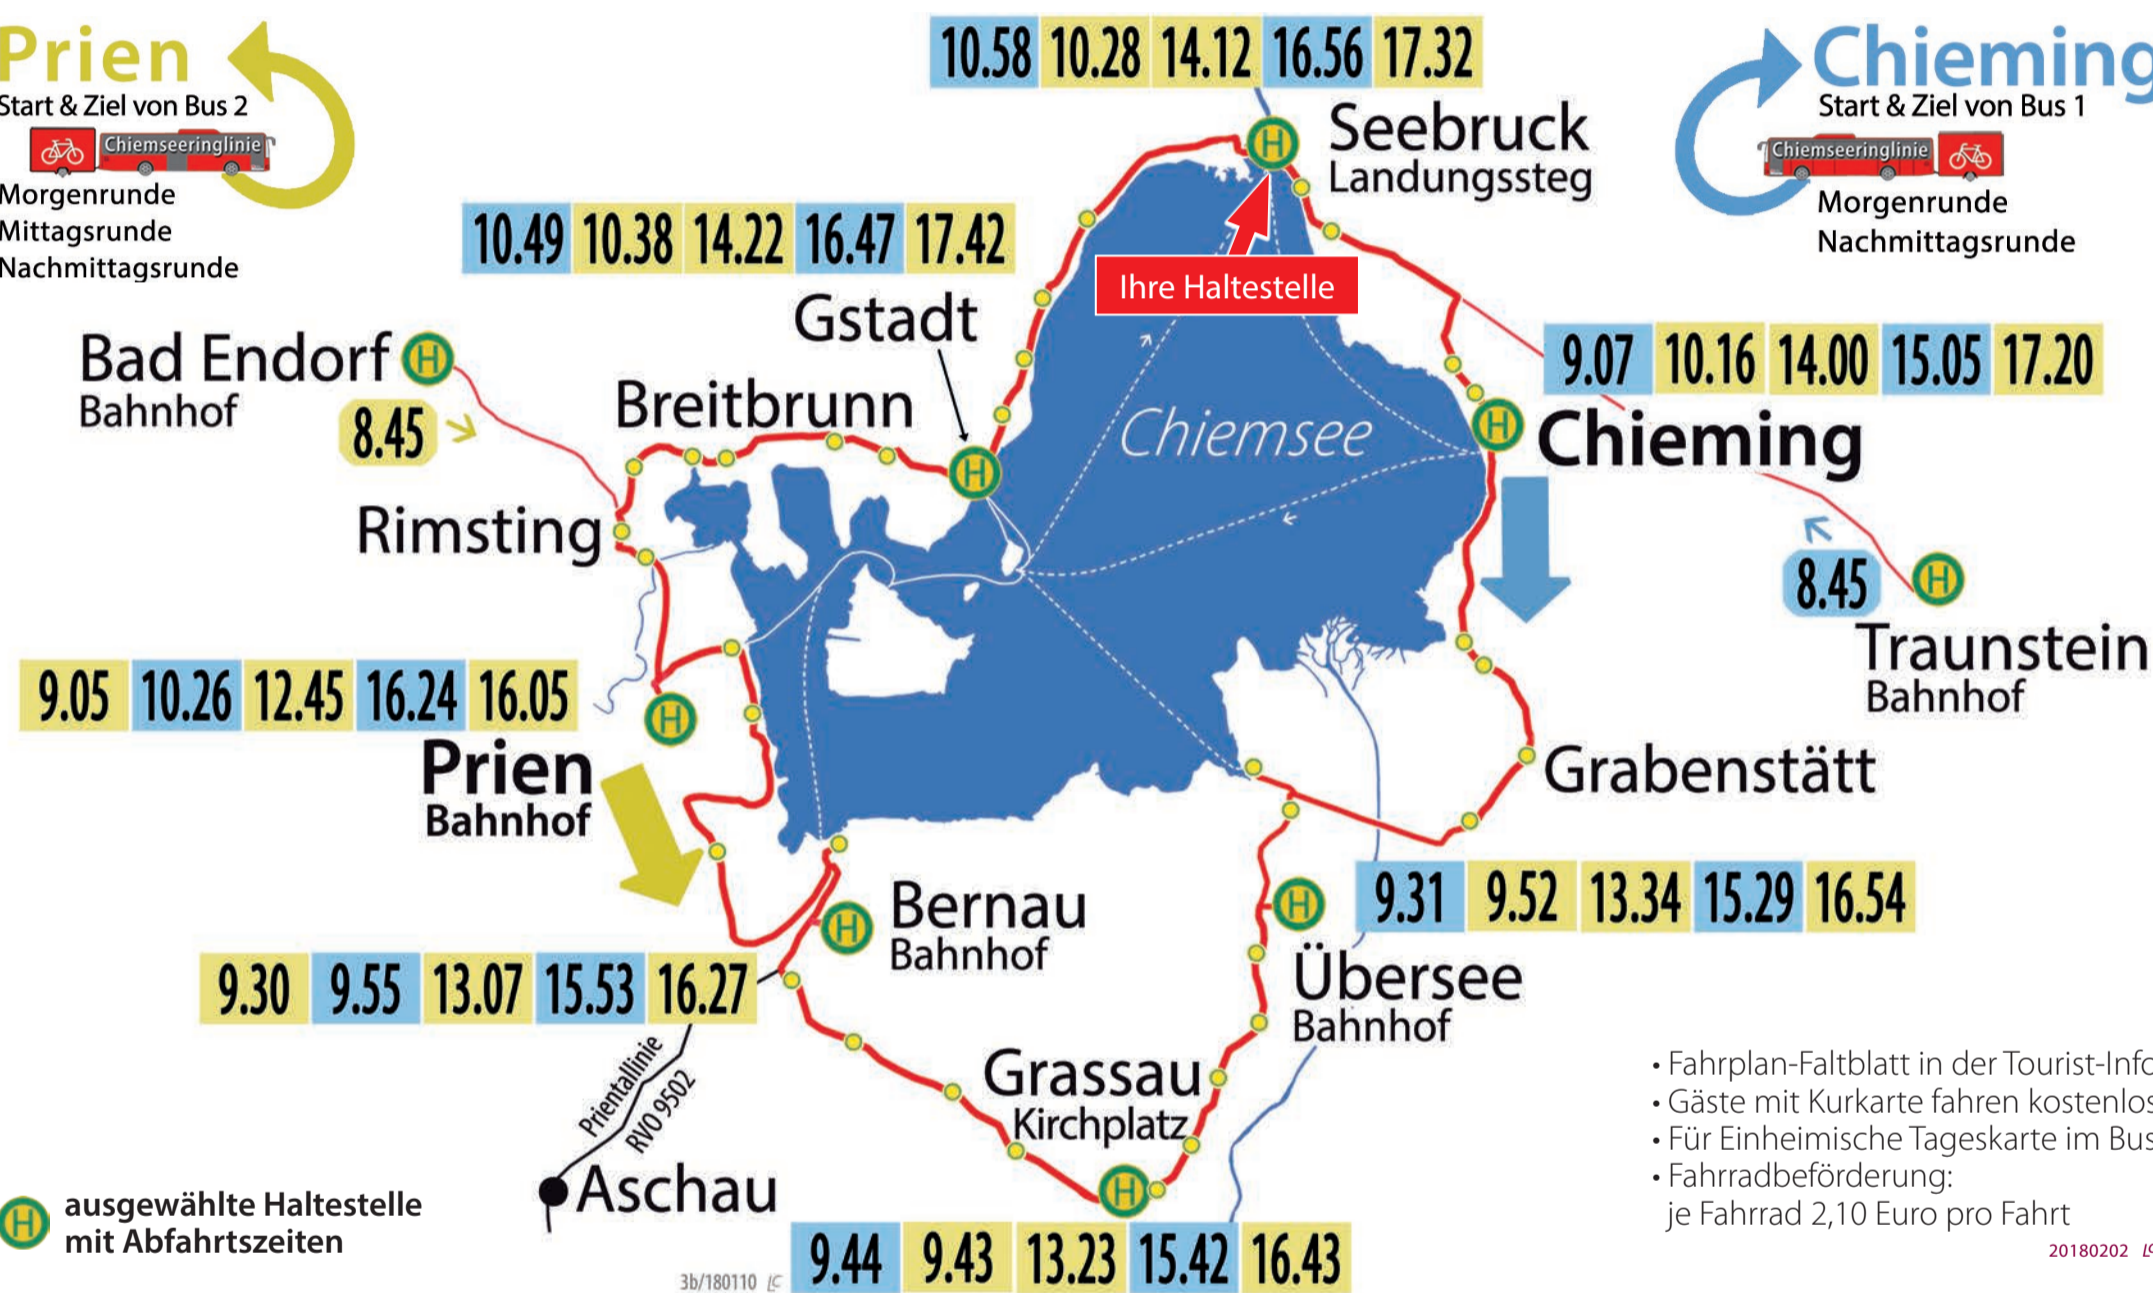 Prien
Start & Ziel von Bus 2
Chiemseeringlinie
Morgenrunde
Mittagsrunde
Nachmittagsrunde
10.58 10.28 14.12 16.56 17.32
Seebruck
Landungssteg
Chieming
Start & Ziel von Bus 1
Chiemseeringlinie
Morgenrunde
Nachmittagsrunde
10.49 10.38 14.22 16.47 17.42
Gstadt
Ihre Haltestelle
Bad Endorf H
Bahnhof
8.45
Breitbrunn
Chiemsee
9.07 10.16 14.00 15.05 17.20
Chieming
Rimsting
8.45
Traunstein
Bahnhof
9.05 10.26 12.45 16.24 16.05
Prien
Bahnhof
Grabenstätt
9.31 9.52 13.34 15.29 16.54
Übersee
Bahnhof
Bernau
Bahnhof
9.30 9.55 13.07 15.53 16.27
Prientallinie
RVO 9502
Aschau
Grassau
Kirchplatz
9.44 9.43 13.23 15.42 16.43
H ausgewählte Haltestelle
mit Abfahrtszeiten
3b/180110 LC
• Fahrplan-Faltblatt in der Tourist-Info
• Gäste mit Kurkarte fahren kostenlos
• Für Einheimische Tageskarte im Bus
• Fahrradbeförderung:
je Fahrrad 2,10 Euro pro Fahrt
20180202